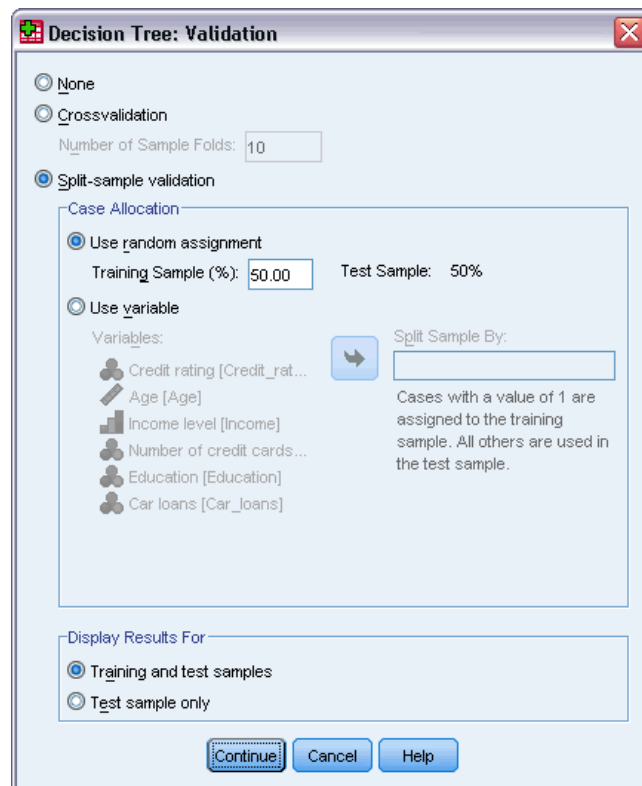 Decision Tree: Validation
None
Crossvalidation
Number of Sample Folds: 10
Split-sample validation
Case Allocation
Use random assignment
Training Sample (%): 50.00 Test Sample: 50%
Use variable
Variables:
Credit rating [Credit_rat...
Age [Age]
Income level [Income]
Number of credit cards...
Education [Education]
Car loans [Car_loans]
Split Sample By:
Cases with a value of 1 are
assigned to the training
sample. All others are used in
the test sample.
Display Results For
Training and test samples
Test sample only
Continue Cancel Help